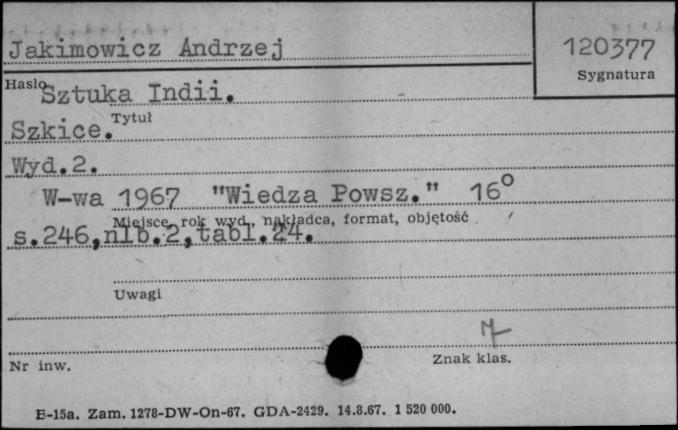 Jakimowicz Andrzej
120377
Sygnatura
Hasło
Sztuka Indii.
Tytuł
Szkice.
Wyd.2.
W-wa 1967 "Wiedza Powsz." 16°
Miejsce, rok wyd., nakładca, format, objętość
s.246,nlb.2,tabl.24.
Uwagi
Nr inw.
Znak klas.
E-15a. Zam. 1278-DW-On-67. GDA-2429. 14.8.67. 1 520 000.